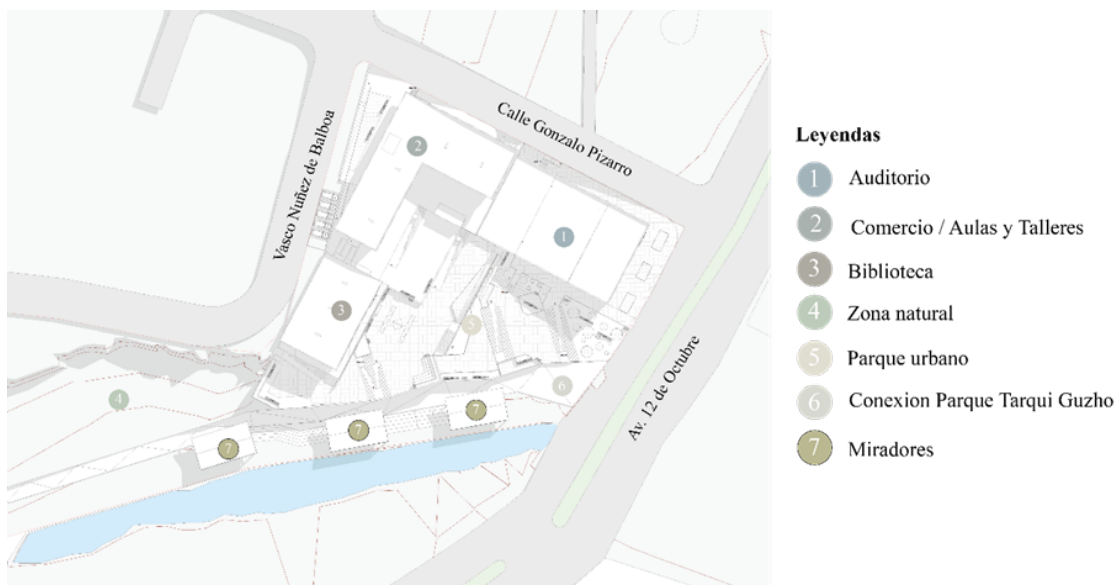 Calle Gonzalo Pizarro
Vasco Nuñez de Balboa
Av. 12 de Octubre
2
1
3
5
4
6
7
7
7
Leyendas
1 Auditorio
2 Comercio / Aulas y Talleres
3 Biblioteca
4 Zona natural
5 Parque urbano
6 Conexion Parque Tarqui Guzho
7 Miradores